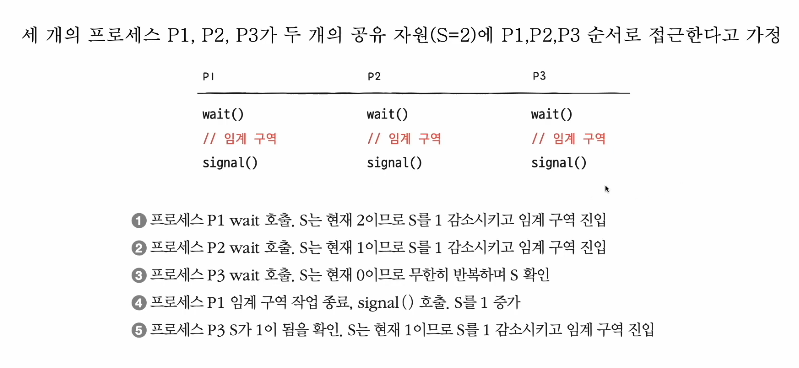 세 개의 프로세스 P1, P2, P3가 두 개의 공유 자원(S=2)에 P1,P2,P3 순서로 접근한다고 가정
P1 P2 P3
wait() wait() wait()
// 임계 구역 // 임계 구역 // 임계 구역
signal() signal() signal()
1 프로세스 P1 wait 호출. S는 현재 2이므로 S를 1 감소시키고 임계 구역 진입
2 프로세스 P2 wait 호출. S는 현재 1이므로 S를 1 감소시키고 임계 구역 진입
3 프로세스 P3 wait 호출. S는 현재 0이므로 무한히 반복하며 S 확인
4 프로세스 P1 임계 구역 작업 종료, signal() 호출. S를 1 증가
5 프로세스 P3 S가 1이 됨을 확인. S는 현재 1이므로 S를 1 감소시키고 임계 구역 진입